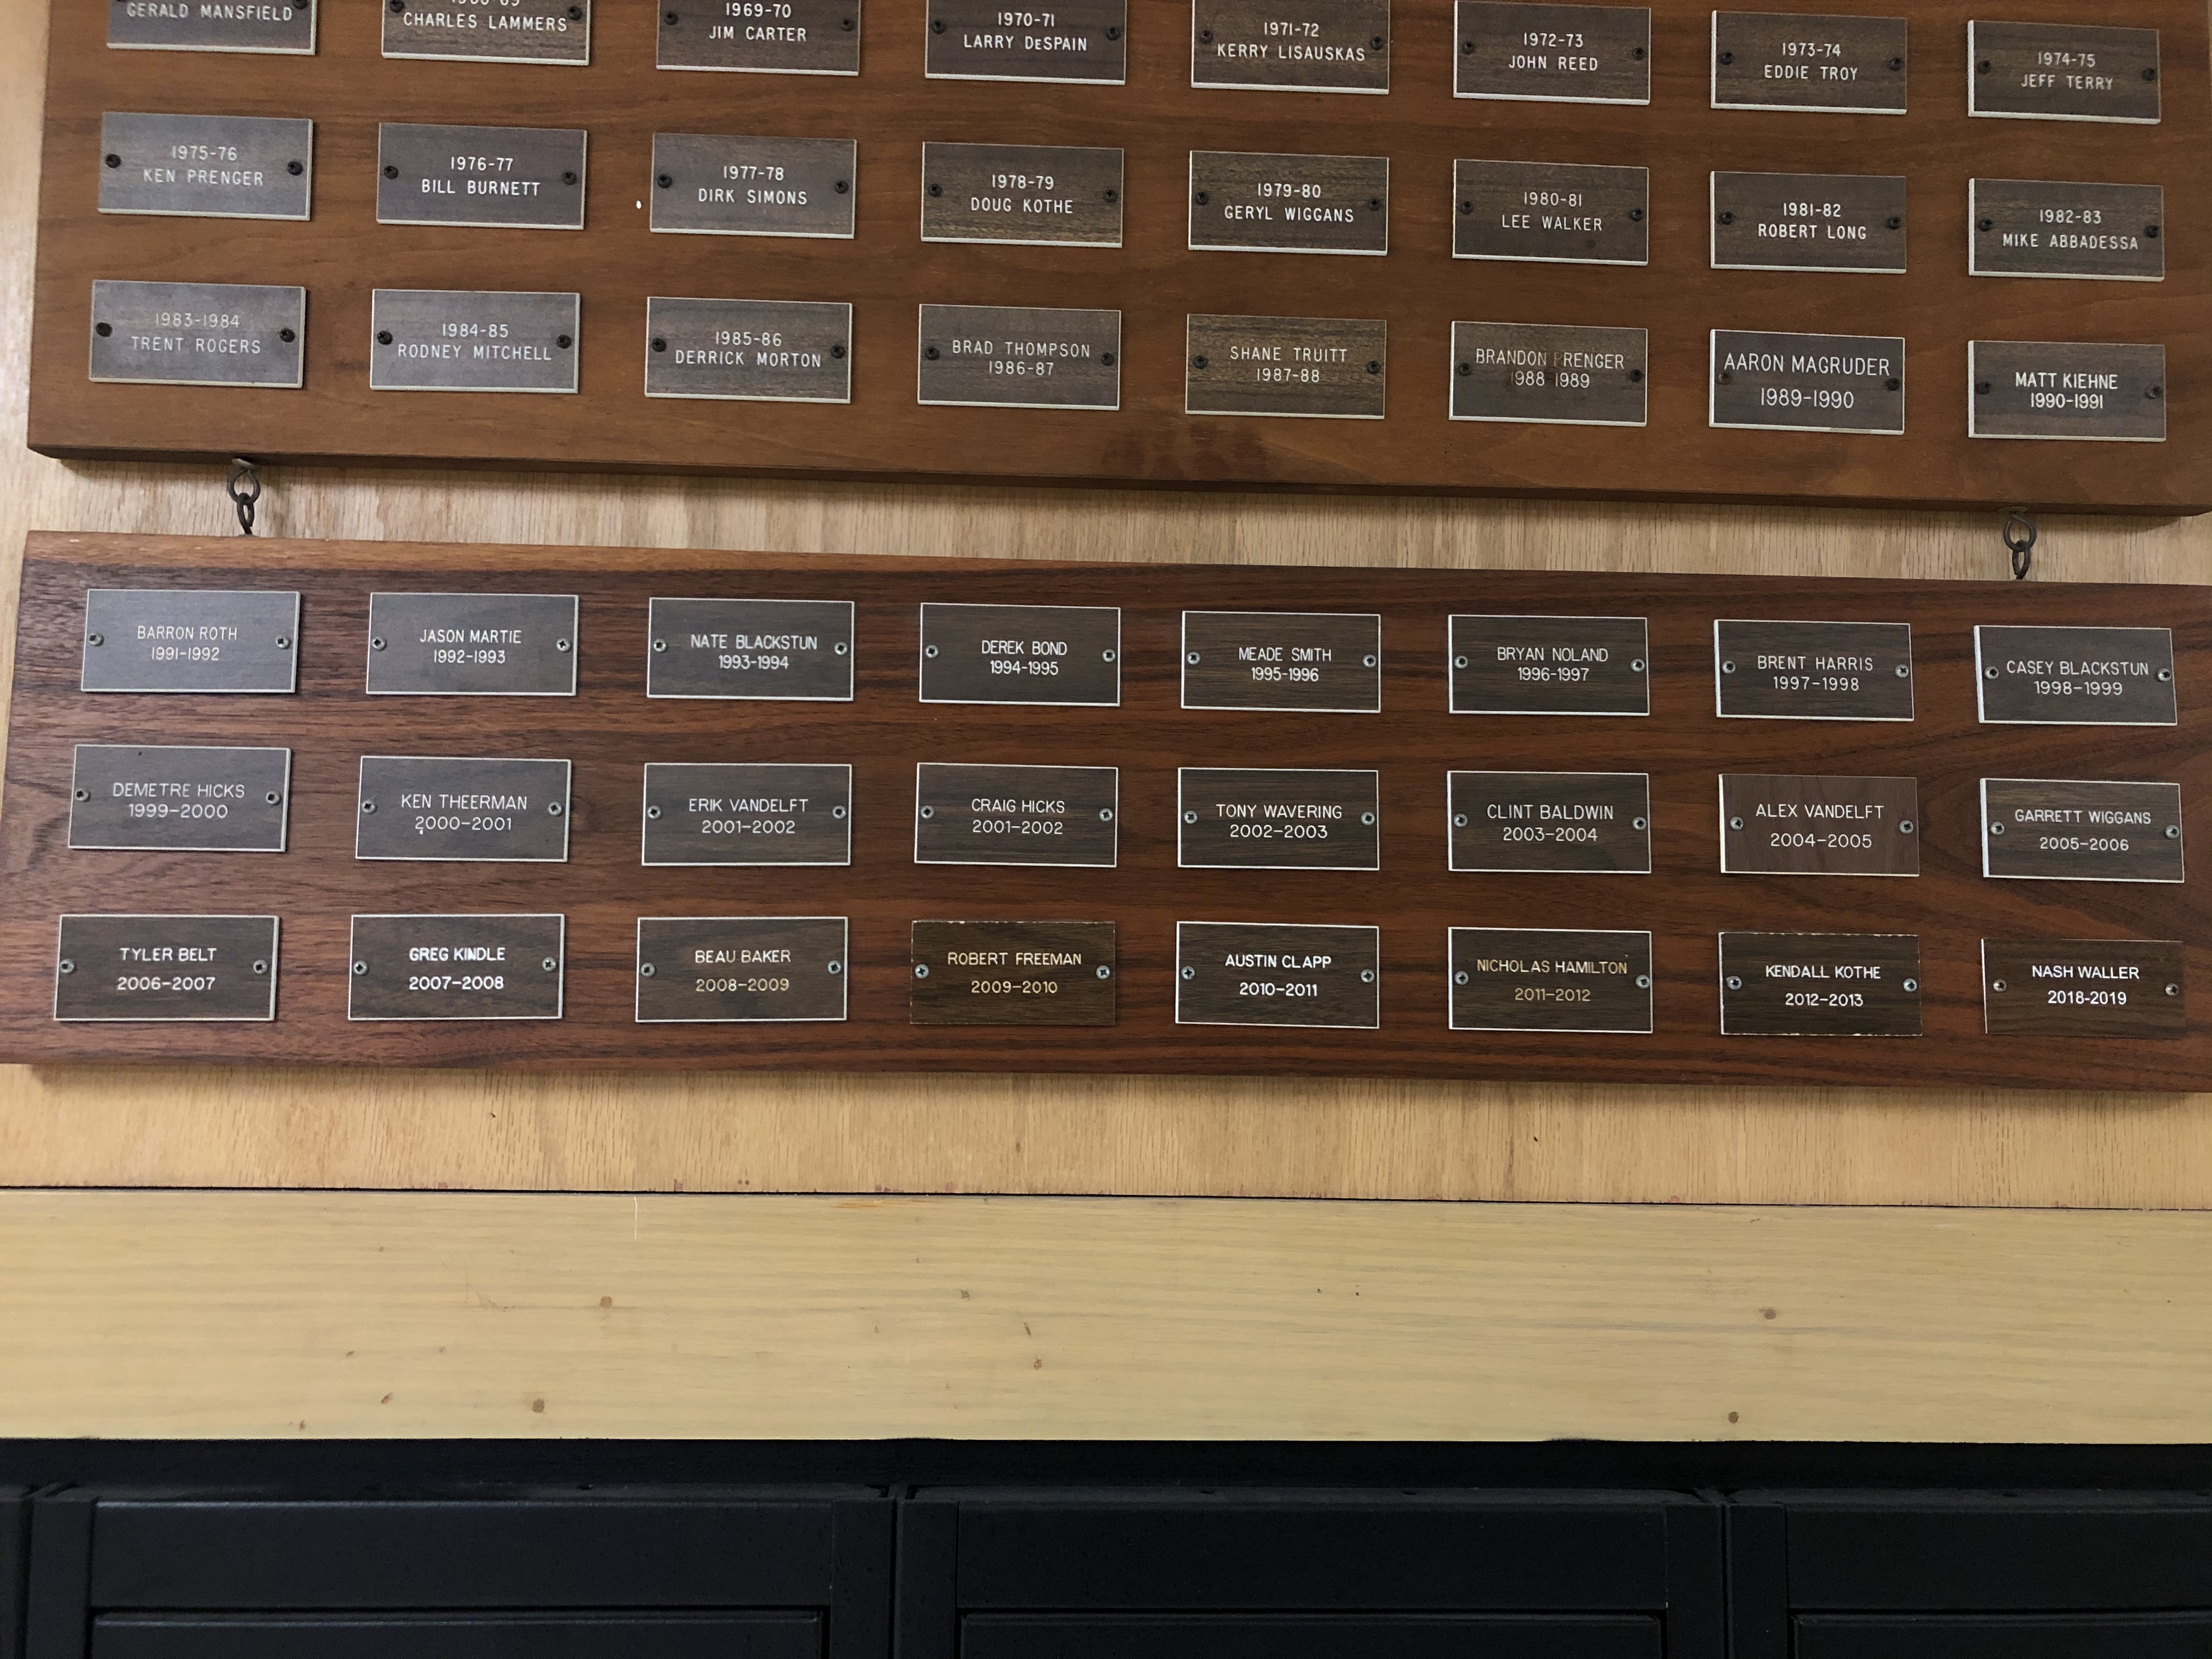 GERALD MANSFIELD
CHARLES LAMMERS
1969-70
JIM CARTER
1970-71
LARRY DeSPAIN
1971-72
KERRY LISAUSKAS
1972-73
JOHN REED
1973-74
EDDIE TROY
1974-75
JEFF TERRY
1975-76
KEN PRENGER
1976-77
BILL BURNETT
1977-78
DIRK SIMONS
1978-79
DOUG KOTHE
1979-80
GERYL WIGGANS
1980-81
LEE WALKER
1981-82
ROBERT LONG
1982-83
MIKE ABBADESSA
1983-1984
TRENT ROGERS
1984-85
RODNEY MITCHELL
1985-86
DERRICK MORTON
BRAD THOMPSON
1986-87
SHANE TRUITT
1987-88
BRANDON PRENGER
1988 1989
AARON MAGRUDER
1989-1990
MATT KIEHNE
1990-1991
BARRON ROTH
1991-1992
JASON MARTIE
1992-1993
NATE BLACKSTUN
1993-1994
DEREK BOND
1994-1995
MEADE SMITH
1995-1996
BRYAN NOLAND
1996-1997
BRENT HARRIS
1997-1998
CASEY BLACKSTUN
1998-1999
DEMETRE HICKS
1999-2000
KEN THEERMAN
2000-2001
ERIK VANDELFT
2001-2002
CRAIG HICKS
2001-2002
TONY WAVERING
2002-2003
CLINT BALDWIN
2003-2004
ALEX VANDELFT
2004-2005
GARRETT WIGGANS
2005-2006
TYLER BELT
2006-2007
GREG KINDLE
2007-2008
BEAU BAKER
2008-2009
ROBERT FREEMAN
2009-2010
AUSTIN CLAPP
2010-2011
NICHOLAS HAMILTON
2011-2012
KENDALL KOTHE
2012-2013
NASH WALLER
2018-2019